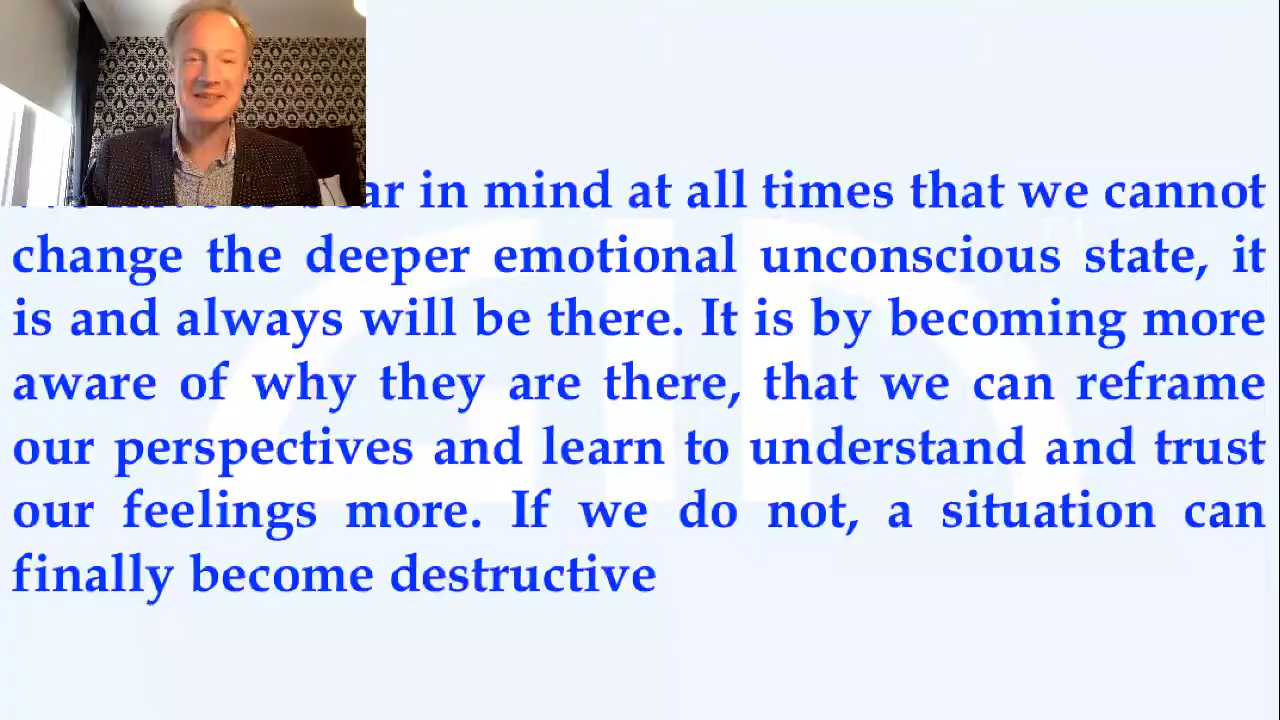 in mind at all times that we cannot
change the deeper emotional unconscious state, it
is and always will be there. It is by becoming more
aware of why they are there, that we can reframe
our perspectives and learn to understand and trust
our feelings more. If we do not, a situation can
finally become destructive